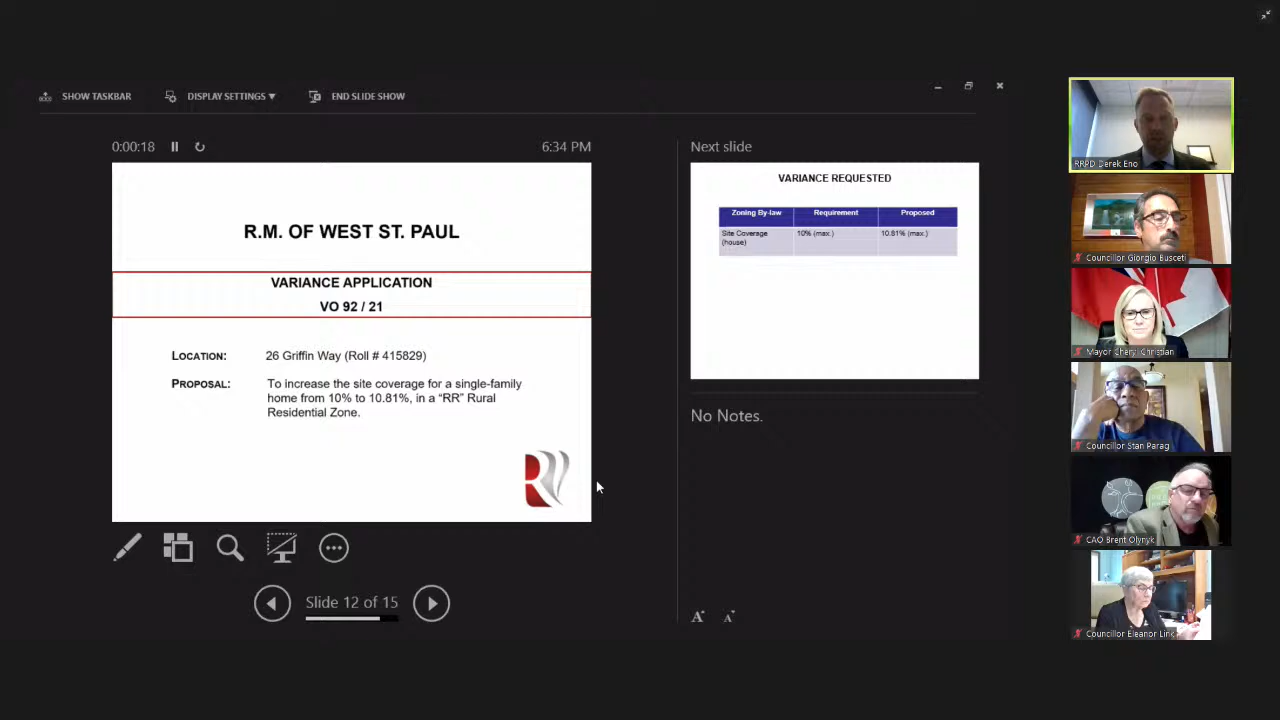 SHOW TASKBAR
DISPLAY SETTINGS
END SLIDE SHOW
0:00:18
6:34 PM
R.M. OF WEST ST. PAUL
VARIANCE APPLICATION
VO 92 / 21
LOCATION: 26 Griffin Way (Roll # 415829)
PROPOSAL: To increase the site coverage for a single-family
home from 10% to 10.81%, in a “RR” Rural
Residential Zone.
Slide 12 of 15
Next slide
VARIANCE REQUESTED
Zoning By-law Requirement Proposed
Site Coverage 10% (max.) 10.81% (max.)
(house)
No Notes.
A A
RRPD Derek Eno
Councillor Giorgio Busceti
Mayor Cheryl Christian
Councillor Stan Parag
CAO Brent Olynyk
Councillor Eleanor Link